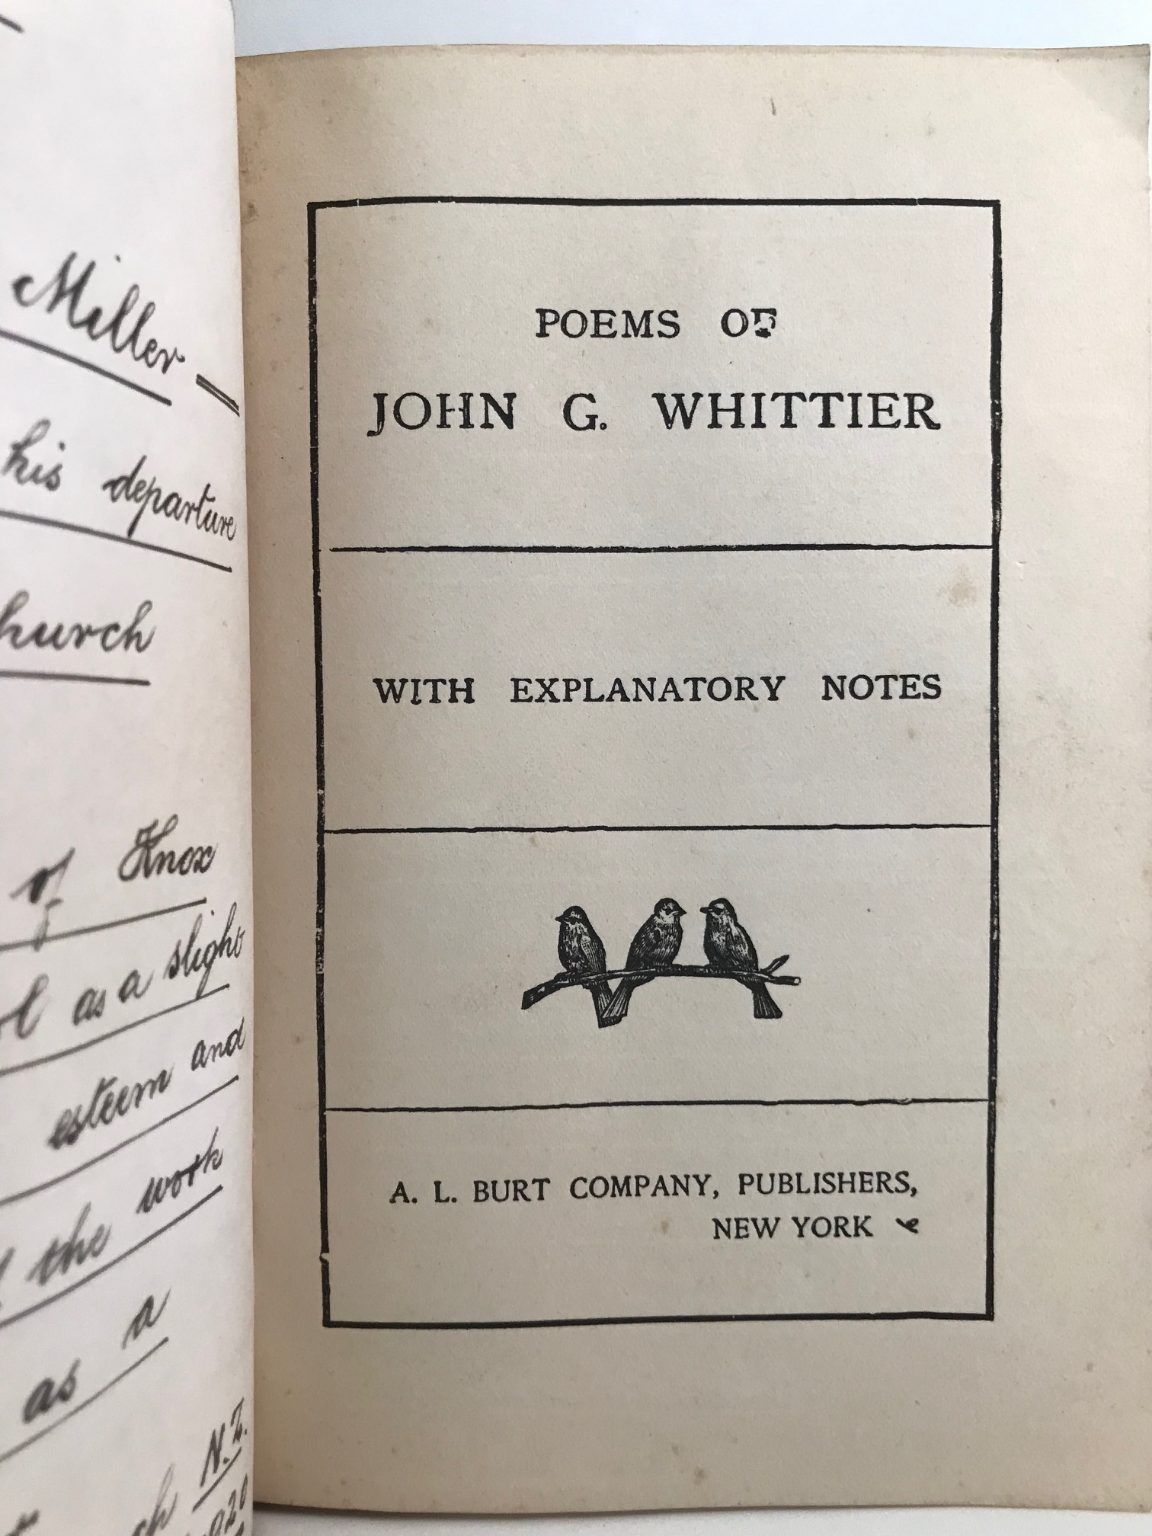 Miller
his departure
of Knox
as a slight
esteem and
the work
as a
N.Z.
POEMS OF
JOHN G. WHITTIER
WITH EXPLANATORY NOTES
A. L. BURT COMPANY, PUBLISHERS,
NEW YORK